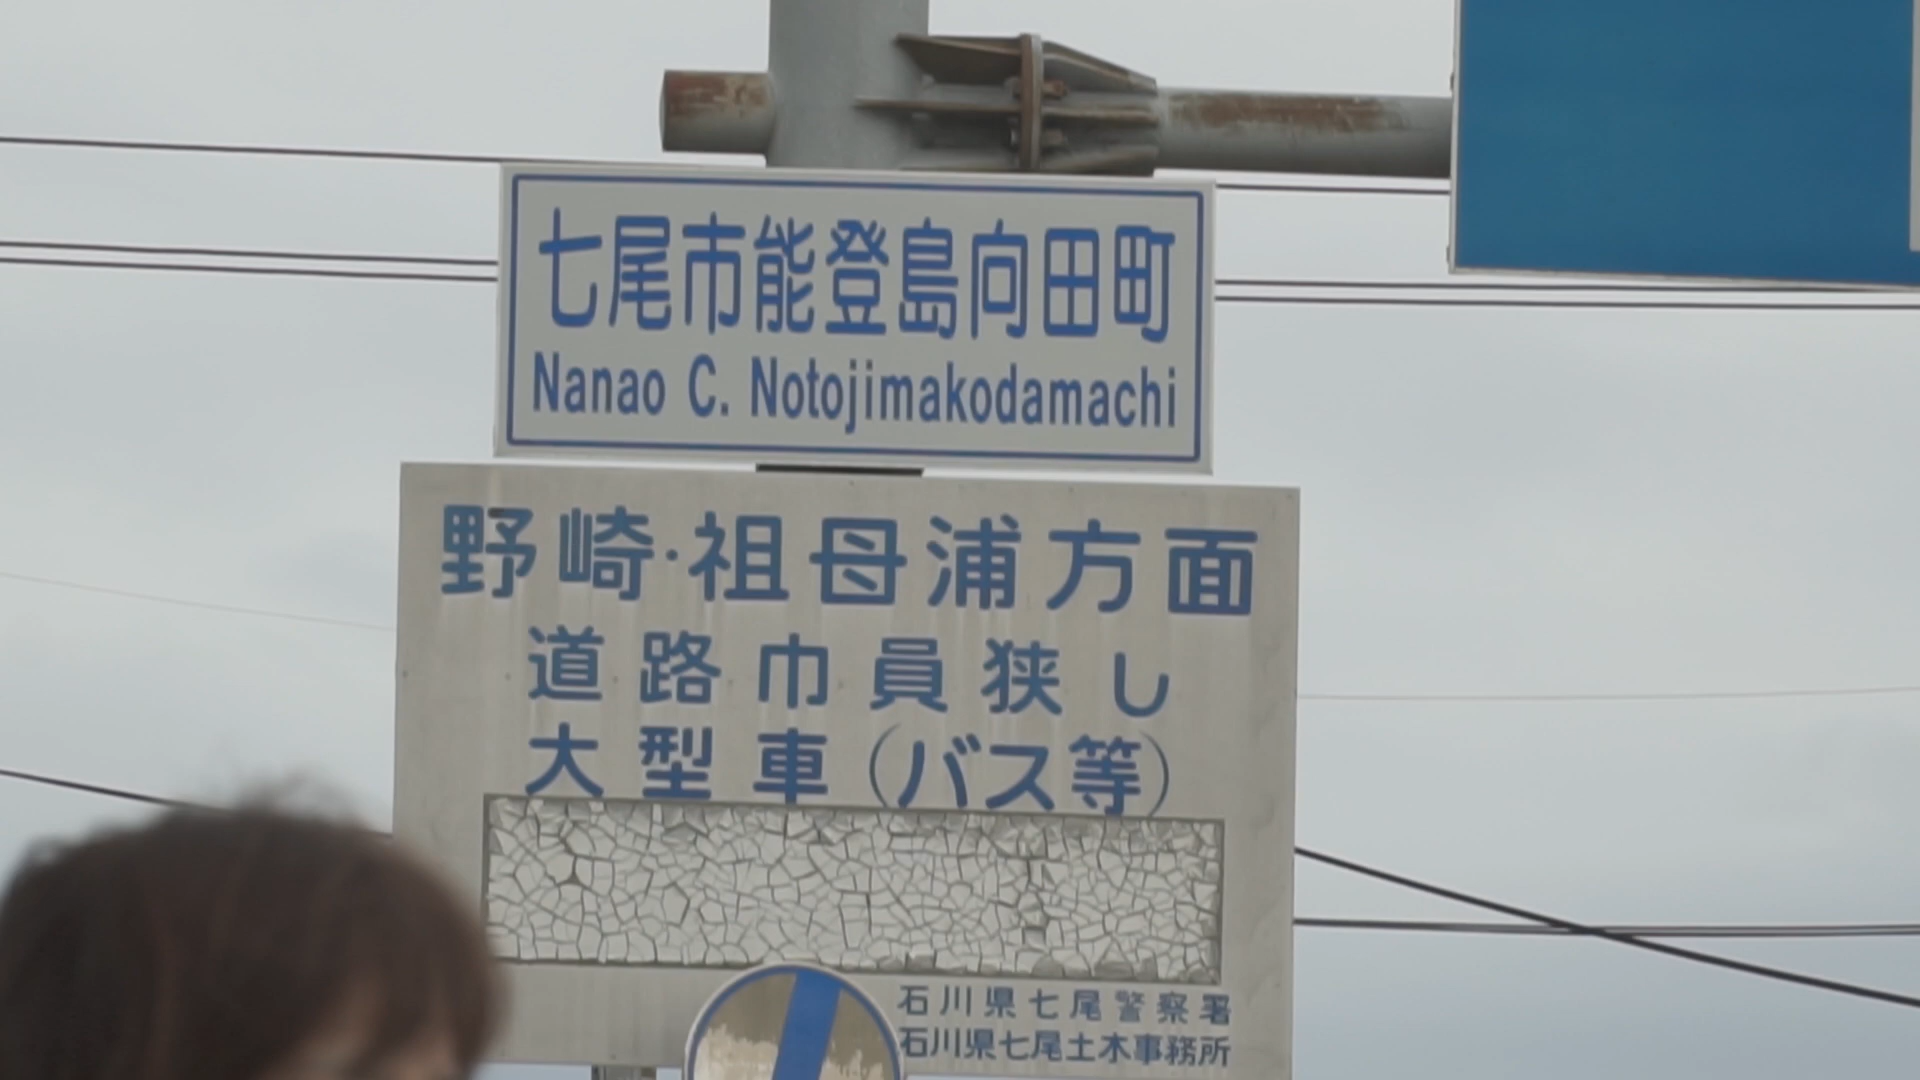 七尾市能登島向田町
Nanao C. Notojimakodamachi
野崎・祖母浦方面
道路巾員狭し
大型車(バス等)
石川県七尾警察署
石川県七尾土木事務所